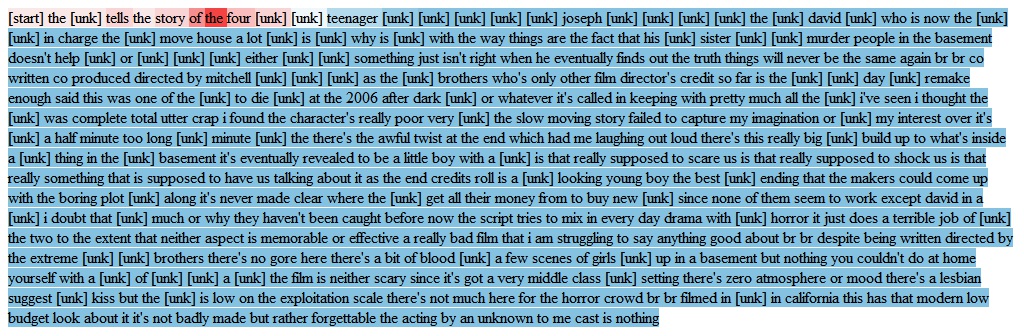 [start] the [unk] tells the story of the four [unk] [unk] teenager [unk] [unk] [unk] [unk] [unk] joseph [unk] [unk] [unk] [unk] the [unk] david [unk] who is now the [unk]
[unk] in charge the [unk] move house a lot [unk] is [unk] why is [unk] with the way things are the fact that his [unk] sister [unk] [unk] murder people in the basement
doesn't help [unk] or [unk] [unk] [unk] either [unk] [unk] something just isn't right when he eventually finds out the truth things will never be the same again br br co
written co produced directed by mitchell [unk] [unk] [unk] as the [unk] brothers who's only other film director's credit so far is the [unk] [unk] day [unk] remake
enough said this was one of the [unk] to die [unk] at the 2006 after dark [unk] or whatever it's called in keeping with pretty much all the [unk] i've seen i thought the
[unk] was complete total utter crap i found the character's really poor very [unk] the slow moving story failed to capture my imagination or [unk] my interest over it's
[unk] a half minute too long [unk] minute [unk] the there's the awful twist at the end which had me laughing out loud there's this really big [unk] build up to what's inside
a [unk] thing in the [unk] basement it's eventually revealed to be a little boy with a [unk] is that really supposed to scare us is that really supposed to shock us is that
really something that is supposed to have us talking about it as the end credits roll is a [unk] looking young boy the best [unk] ending that the makers could come up
with the boring plot [unk] along it's never made clear where the [unk] get all their money from to buy new [unk] since none of them seem to work except david in a
[unk] i doubt that [unk] much or why they haven't been caught before now the script tries to mix in every day drama with [unk] horror it just does a terrible job of [unk]
the two to the extent that neither aspect is memorable or effective a really bad film that i am struggling to say anything good about br br despite being written directed by
the extreme [unk] [unk] brothers there's no gore here there's a bit of blood [unk] a few scenes of girls [unk] up in a basement but nothing you couldn't do at home
yourself with a [unk] of [unk] [unk] a [unk] the film is neither scary since it's got a very middle class [unk] setting there's zero atmosphere or mood there's a lesbian
suggest [unk] kiss but the [unk] is low on the exploitation scale there's not much here for the horror crowd br br filmed in [unk] in california this has that modern low
budget look about it it's not badly made but rather forgettable the acting by an unknown to me cast is nothing